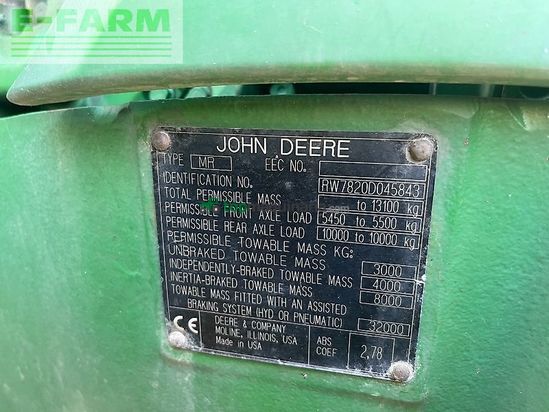 E-FARM
JOHN DEERE
TYPE MR EEC NO.
IDENTIFICATION NO. RW7820D045843
TOTAL PERMISSIBLE MASS to 13100 kg
PERMISSIBLE FRONT AXLE LOAD 5450 to 5500 kg
PERMISSIBLE REAR AXLE LOAD 10000 to 10000 kg
PERMISSIBLE TOWABLE MASS KG:
UNBRAKED TOWABLE MASS 3000
INDEPENDENTLY-BRAKED TOWABLE MASS 4000
INERTIA-BRAKED TOWABLE MASS 8000
TOWABLE MASS FITTED WITH AN ASSISTED
BRAKING SYSTEM (HYD OR PNEUMATIC) 32000
CE DEERE & COMPANY
MOLINE, ILLINOIS, USA
Made in USA
ABS
COEF 2,78